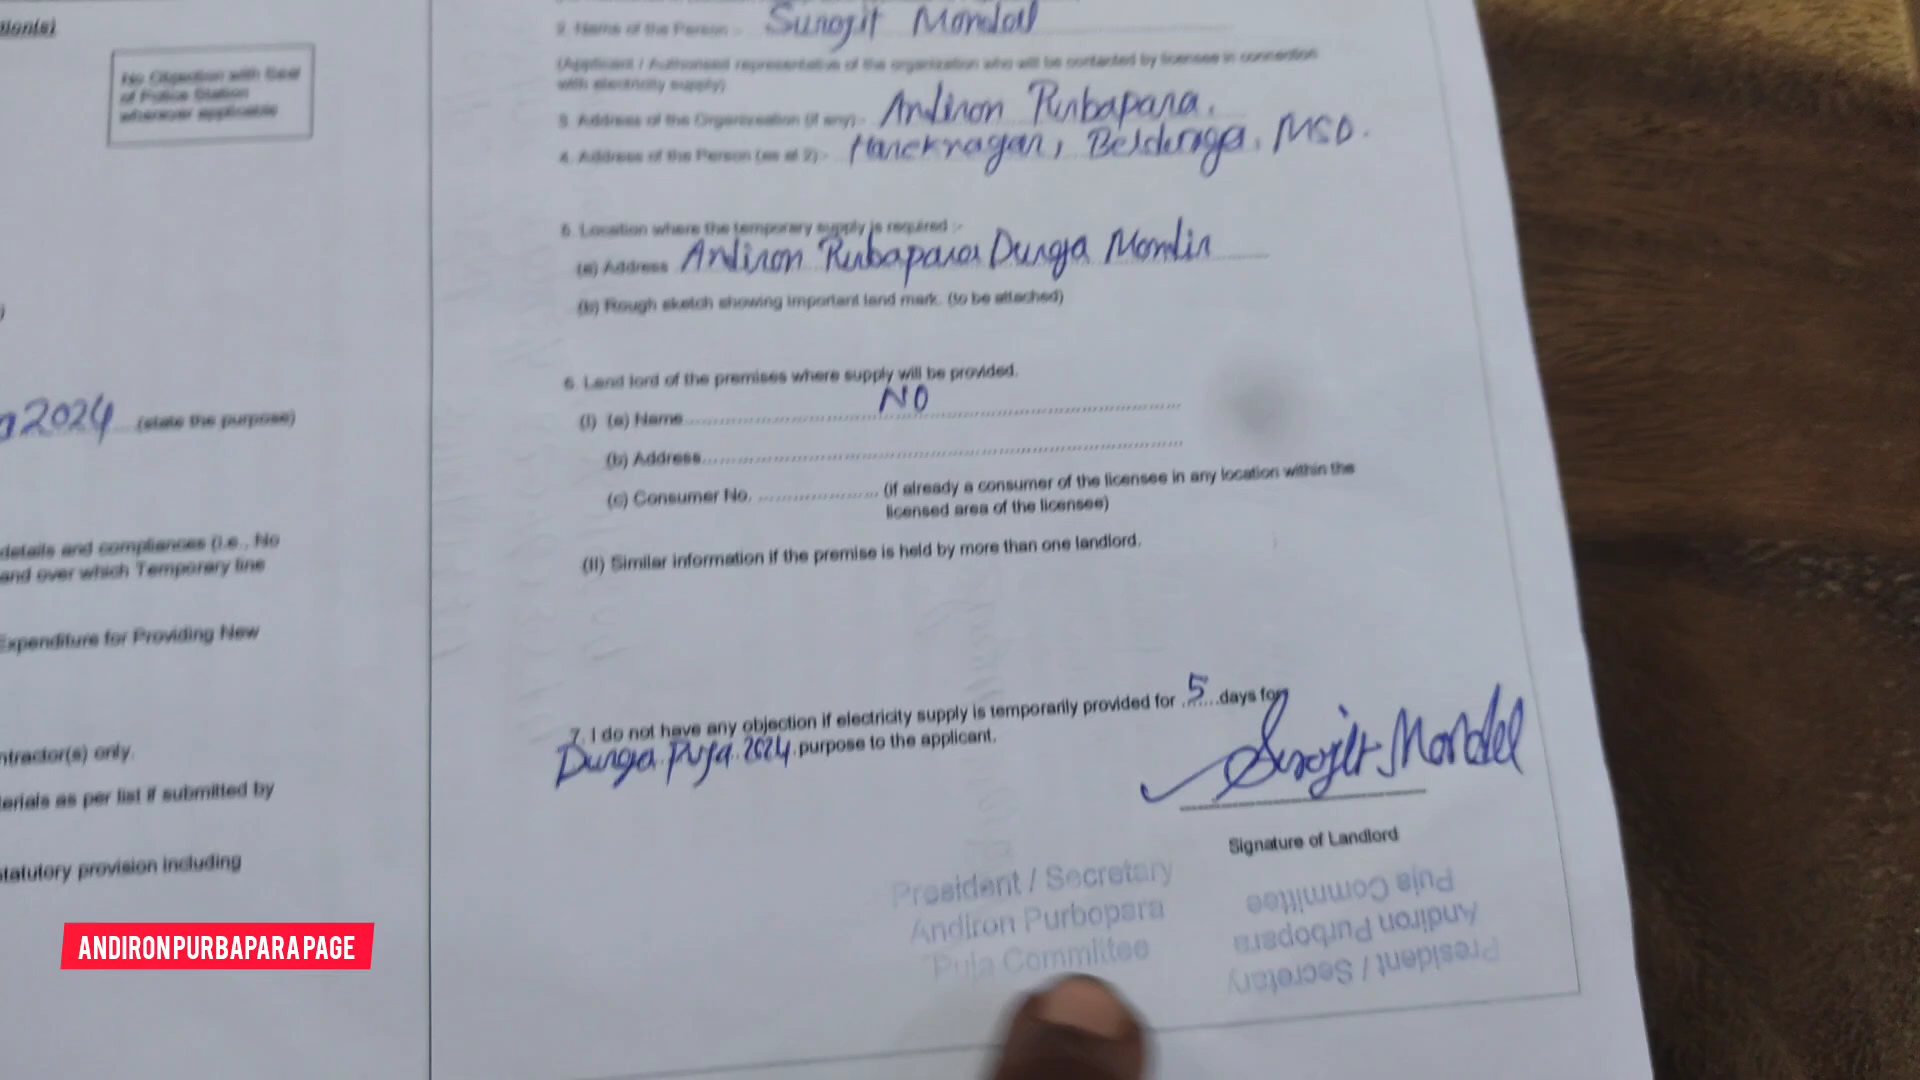 No Objection with Seal
of Police Station
wherever applicable
2024 (state the purpose)
details and compliances (i.e., No
and over which Temporary line
Expenditure for Providing New
only.
as per list if submitted by
provision including
2. Name of the Person :- Surojit Mondal
(Applicant / Authorised representative of the organization who will be contacted by licensee in connection
with electricity supply)
3. Address of the Organization (if any) :- Andiron Purbapara.
4. Address of the Person (as at 2) :- Maneknagar, Beldanga. MSD.
5. Location where the temporary supply is required :-
(a) Address Andiron Purbapara Durga Mondir
(b) Rough sketch showing important land mark. (to be attached)
6. Land lord of the premises where supply will be provided.
(I) (a) Name NO
(b) Address
(c) Consumer No. (if already a consumer of the licensee in any location within the
licensed area of the licensee)
(II) Similar information if the premise is held by more than one landlord.
7. I do not have any objection if electricity supply is temporarily provided for 5 days for
Durga Puja 2024 purpose to the applicant.
Surojit Mondal
Signature of Landlord
President / Secretary
Andiron Purbopara
Puja Committee
President / Secretary
Andiron Purbopara
Puja Committee
ANDIRON PURBAPARA PAGE